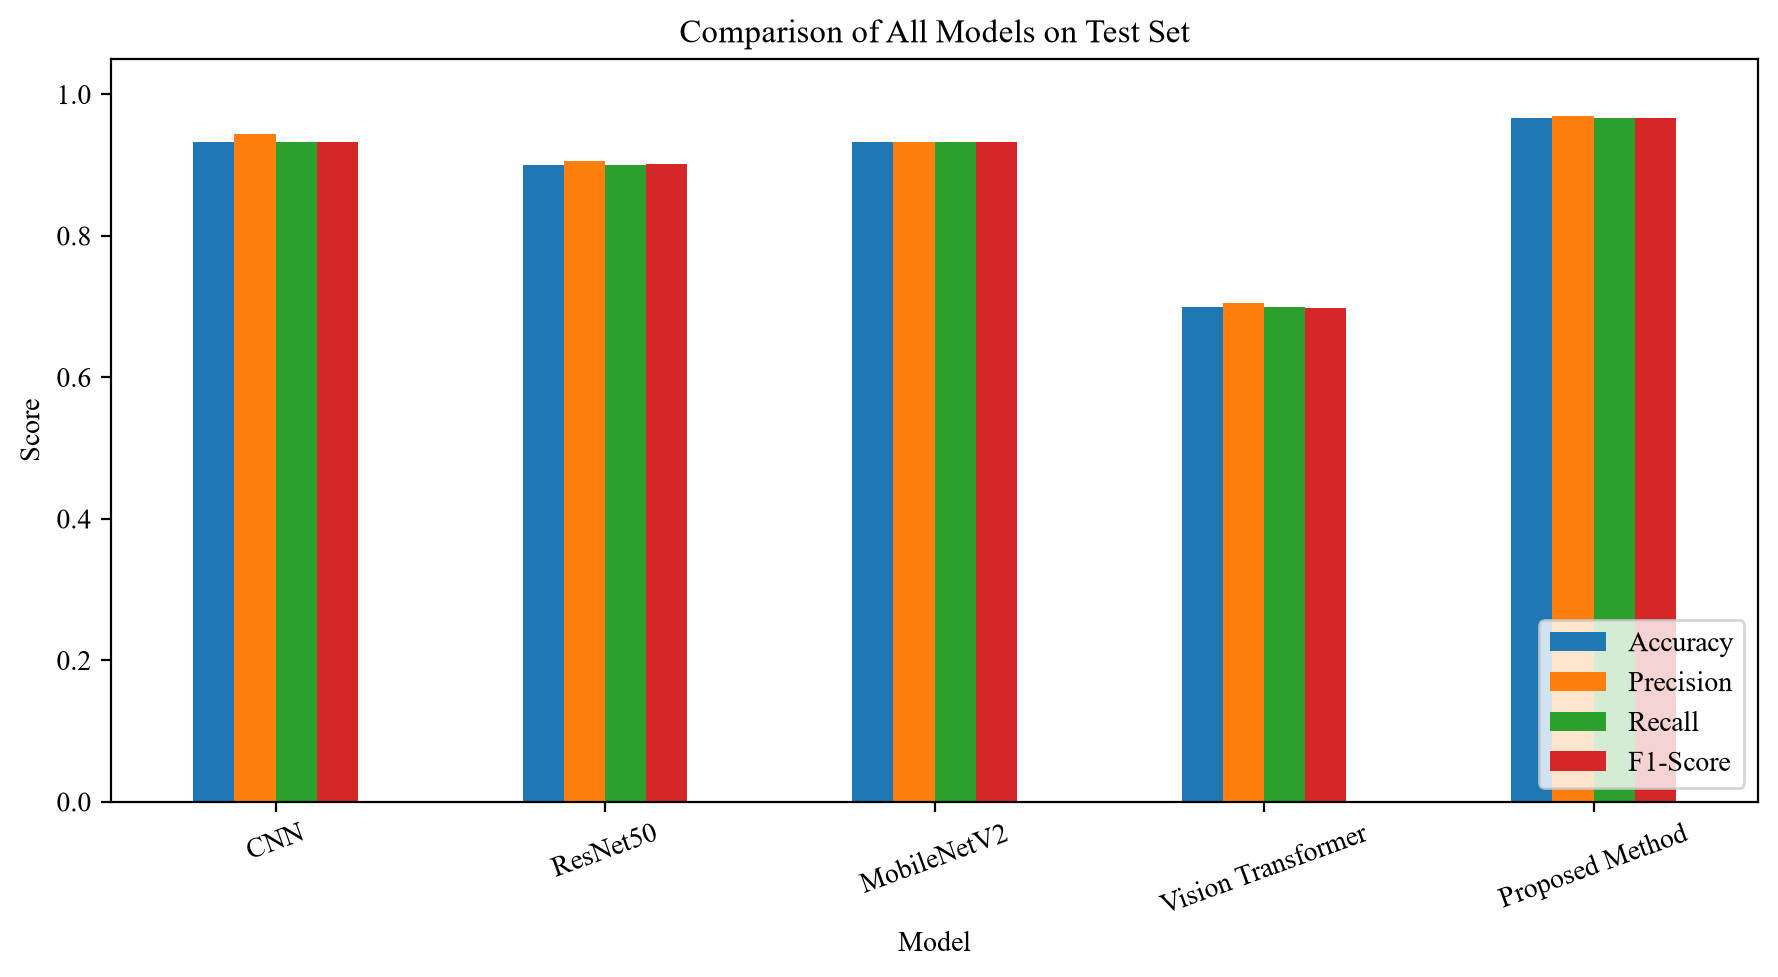 Comparison of All Models on Test Set
1.0
0.8
0.6
0.4
0.2
0.0
Score
Accuracy
Precision
Recall
F1-Score
CNN
ResNet50
MobileNetV2
Vision Transformer
Proposed Method
Model